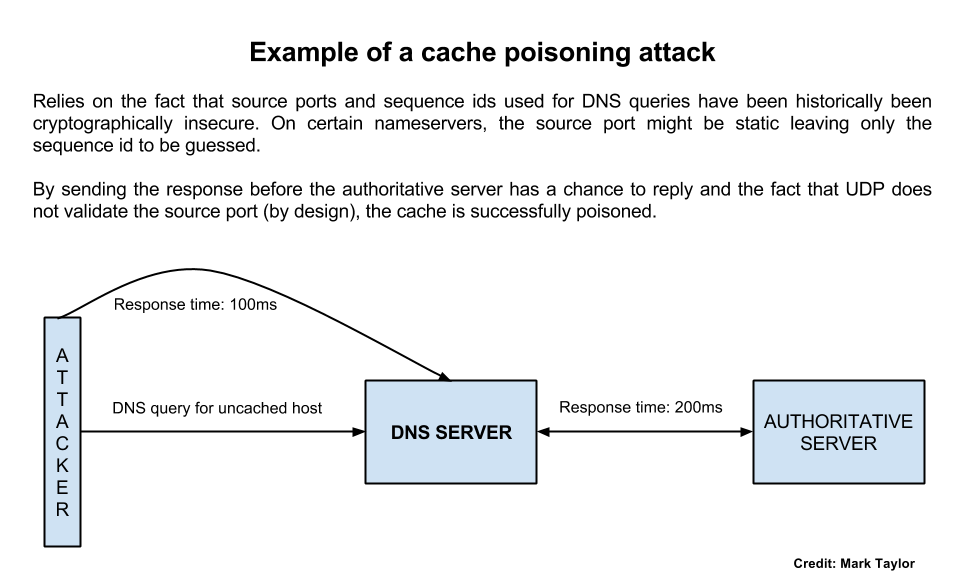 Example of a cache poisoning attack
Relies on the fact that source ports and sequence ids used for DNS queries have been historically been
cryptographically insecure. On certain nameservers, the source port might be static leaving only the
sequence id to be guessed.
By sending the response before the authoritative server has a chance to reply and the fact that UDP does
not validate the source port (by design), the cache is successfully poisoned.
Response time: 100ms
ATTACKER
DNS query for uncached host
DNS SERVER
Response time: 200ms
AUTHORITATIVE
SERVER
Credit: Mark Taylor